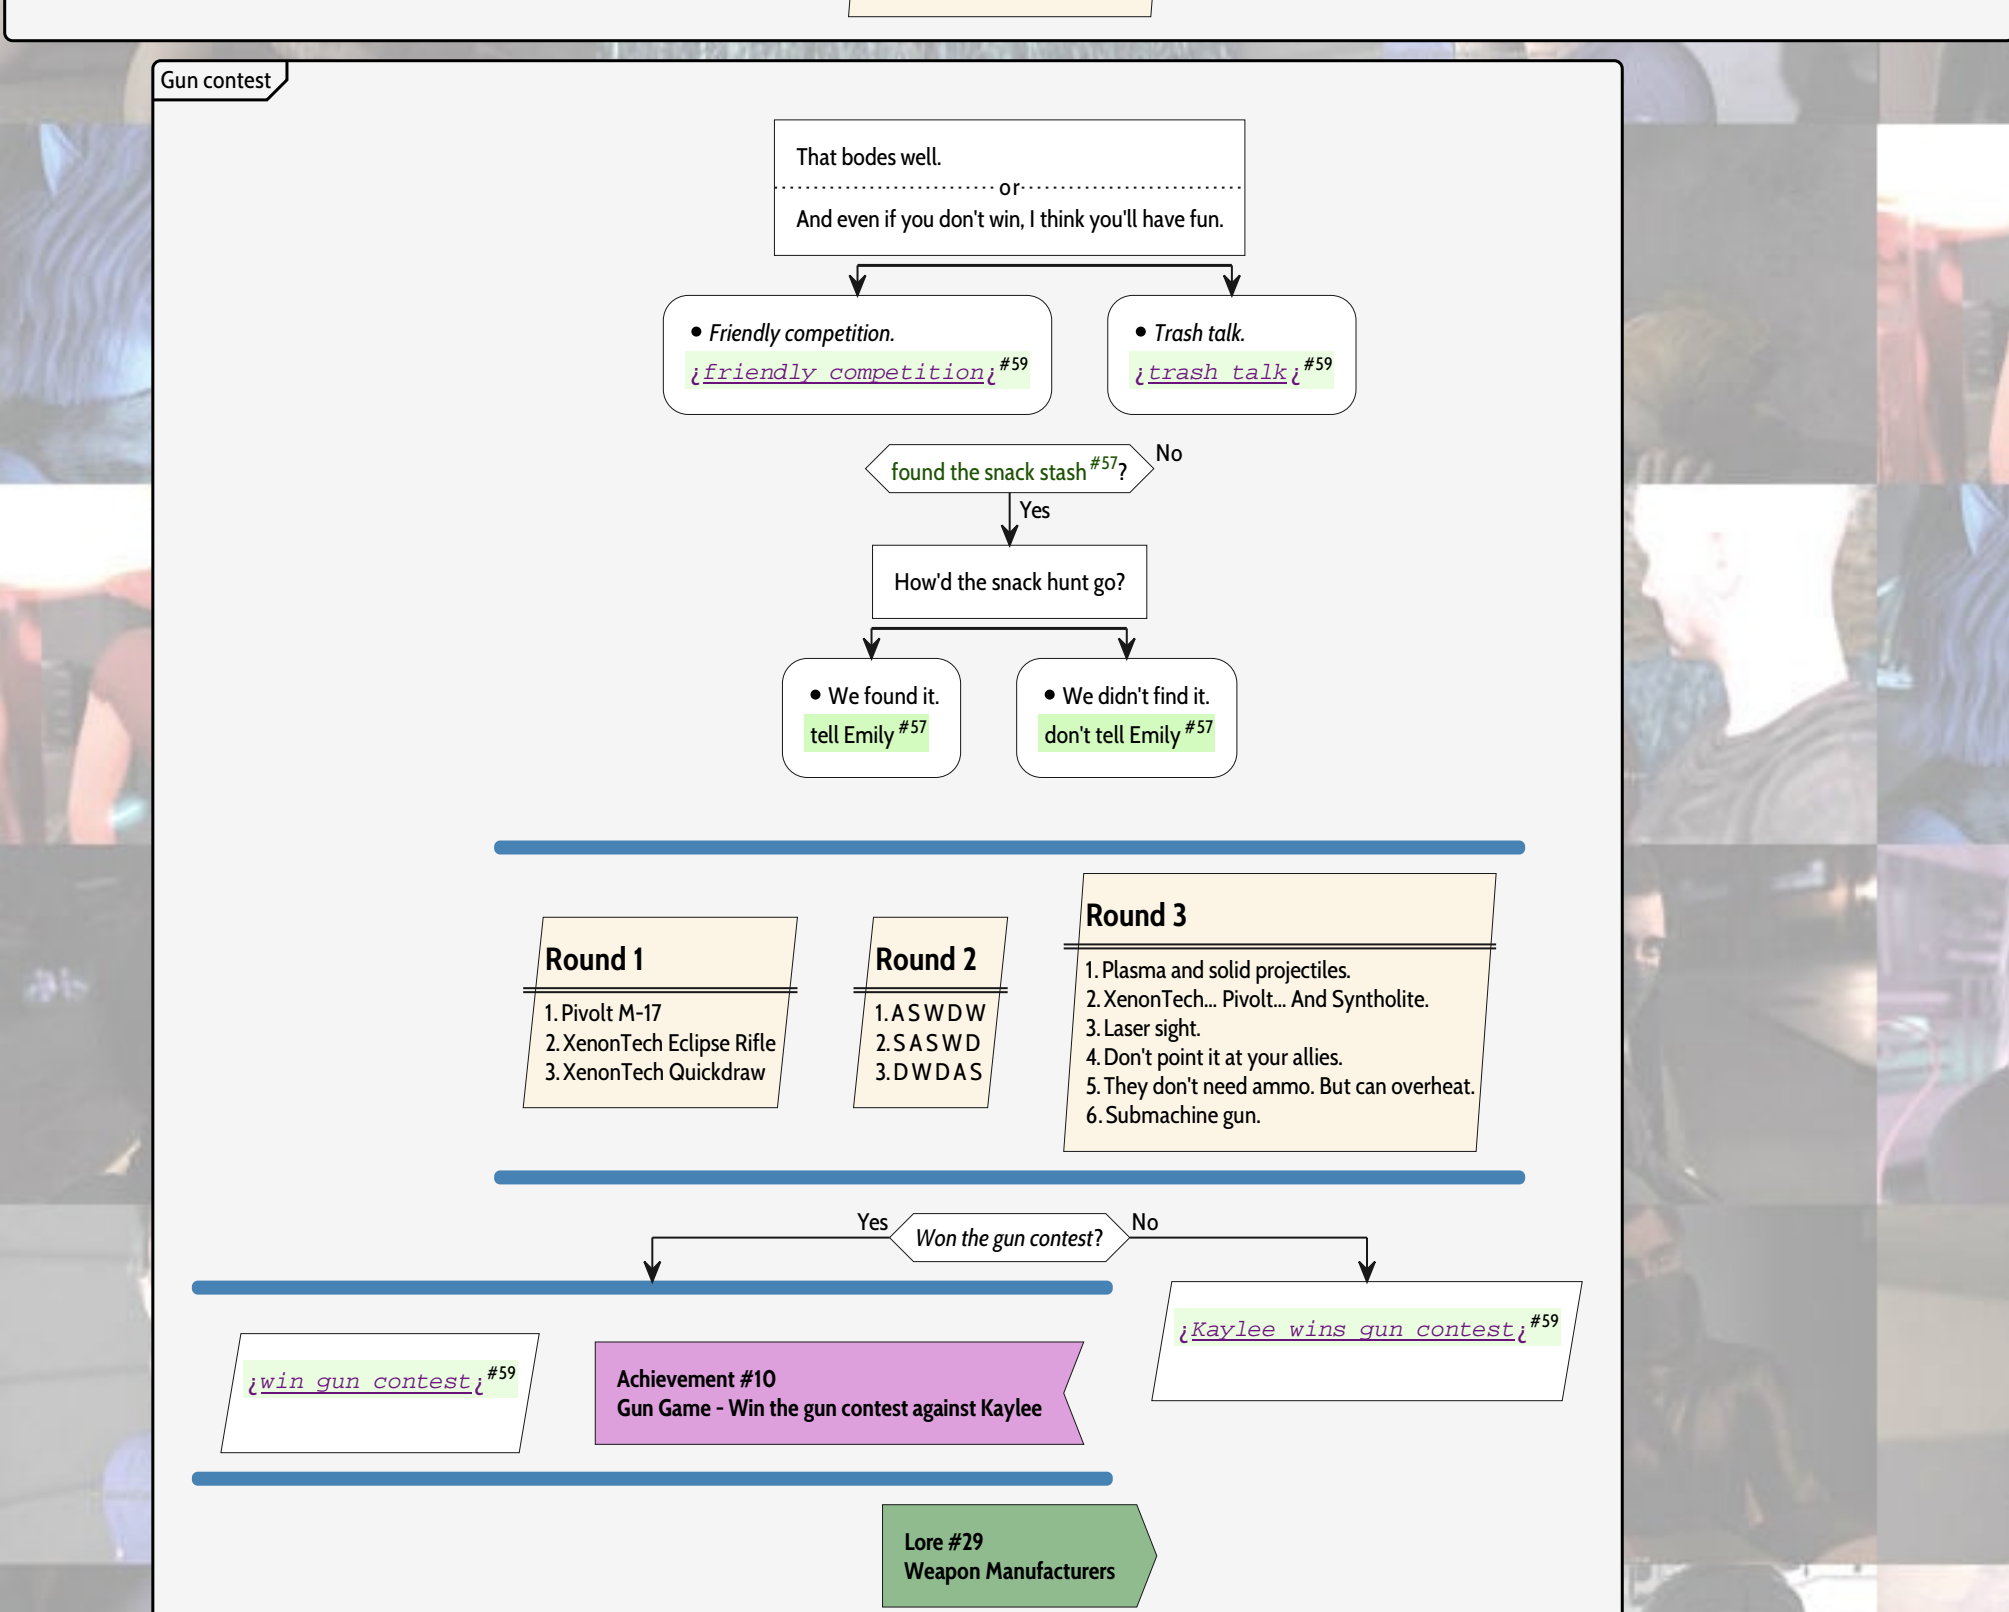 Gun contest
That bodes well.
or
And even if you don't win, I think you'll have fun.
• Friendly competition.
¿friendly competition¿ #59
• Trash talk.
¿trash talk¿ #59
found the snack stash #57?
No
Yes
How'd the snack hunt go?
• We found it.
tell Emily #57
• We didn't find it.
don't tell Emily #57
Round 1
1. Pivolt M-17
2. XenonTech Eclipse Rifle
3. XenonTech Quickdraw
Round 2
1. A S W D W
2. S A S W D
3. D W D A S
Round 3
1. Plasma and solid projectiles.
2. XenonTech... Pivolt... And Syntholite.
3. Laser sight.
4. Don't point it at your allies.
5. They don't need ammo. But can overheat.
6. Submachine gun.
Yes
Won the gun contest?
No
¿win gun contest¿ #59
Achievement #10
Gun Game - Win the gun contest against Kaylee
¿Kaylee wins gun contest¿ #59
Lore #29
Weapon Manufacturers